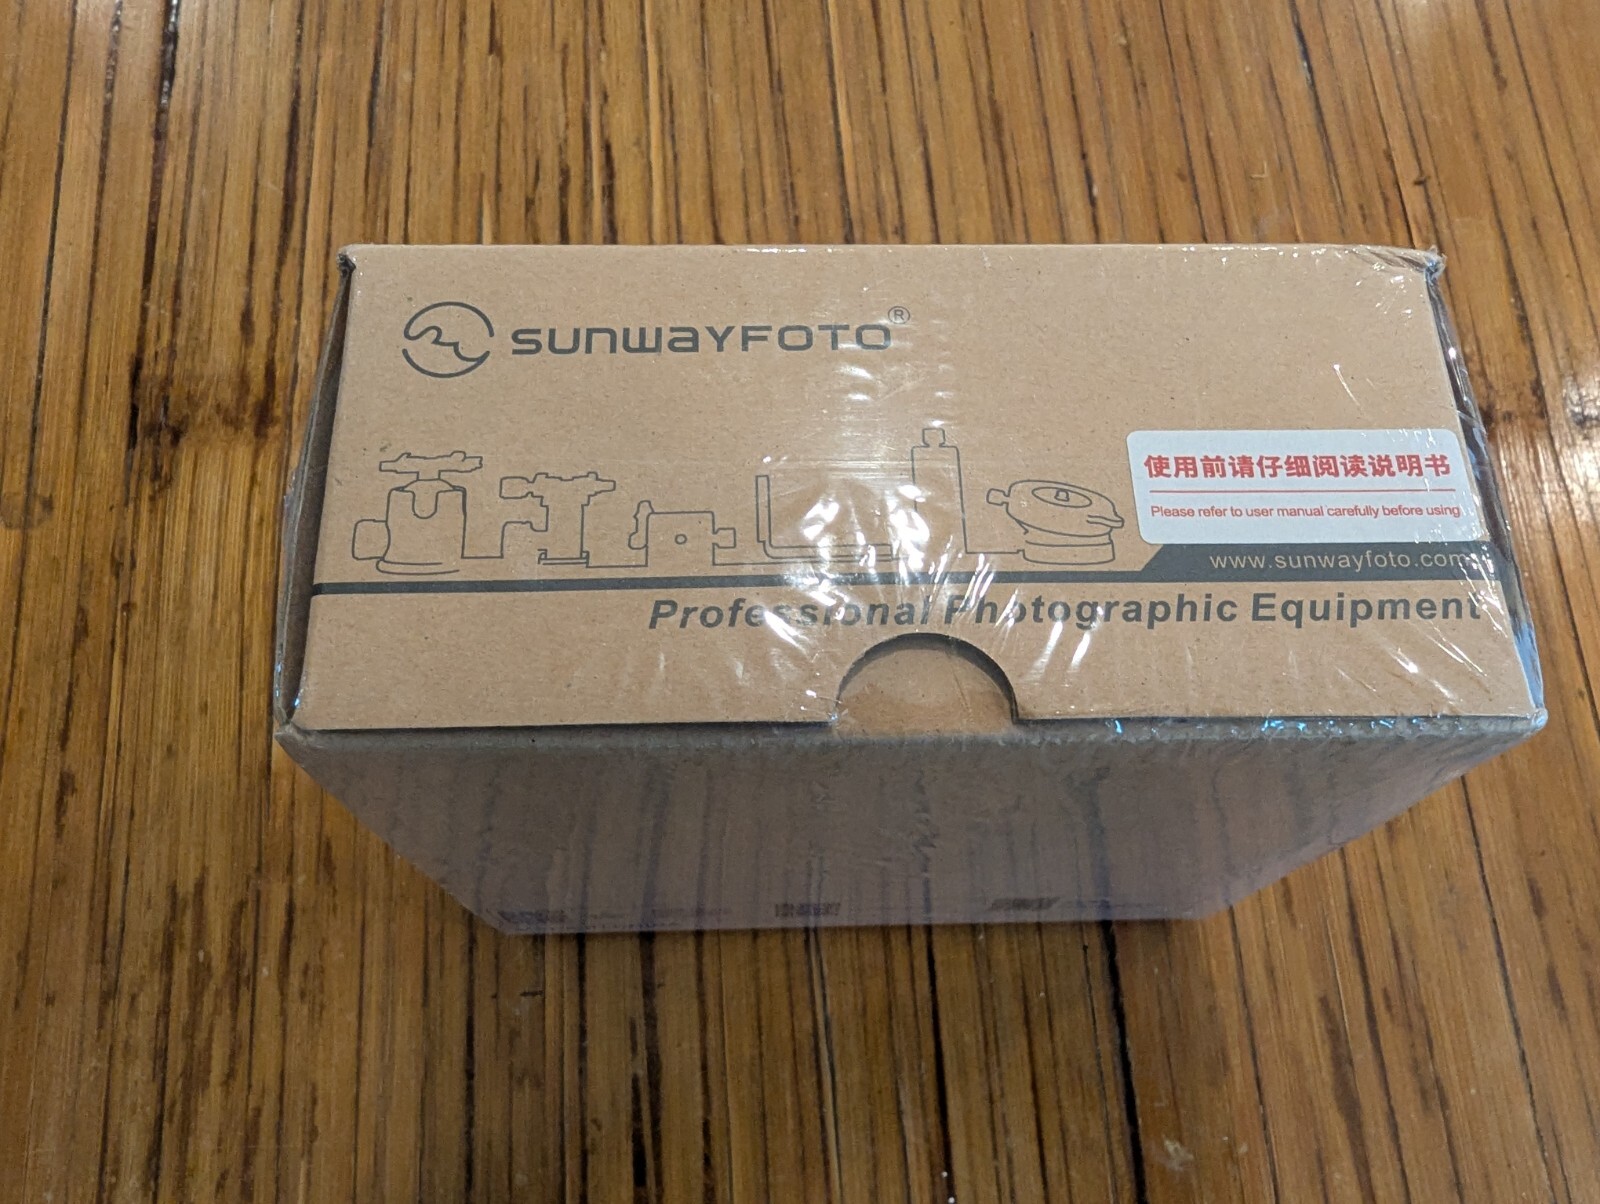 SUNWAYFOTO®
使用前请仔细阅读说明书
Please refer to user manual carefully before using
www.sunwayfoto.com
Professional Photographic Equipment